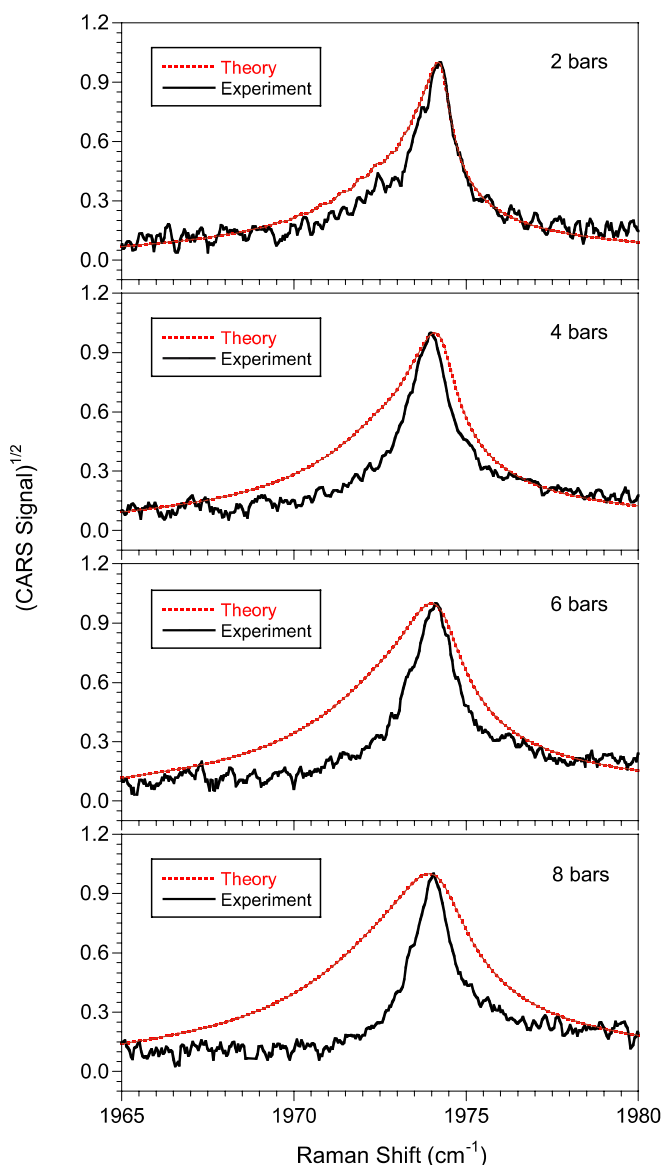 1.2
1.0
0.9
0.6
0.3
0.0
Theory
Experiment
2 bars
1.2
0.9
0.6
0.3
0.0
Theory
Experiment
4 bars
1.2
0.9
0.6
0.3
0.0
Theory
Experiment
6 bars
1.2
0.9
0.6
0.3
0.0
Theory
Experiment
8 bars
(CARS Signal)^1/2
1965 1970 1975 1980
Raman Shift (cm^-1)